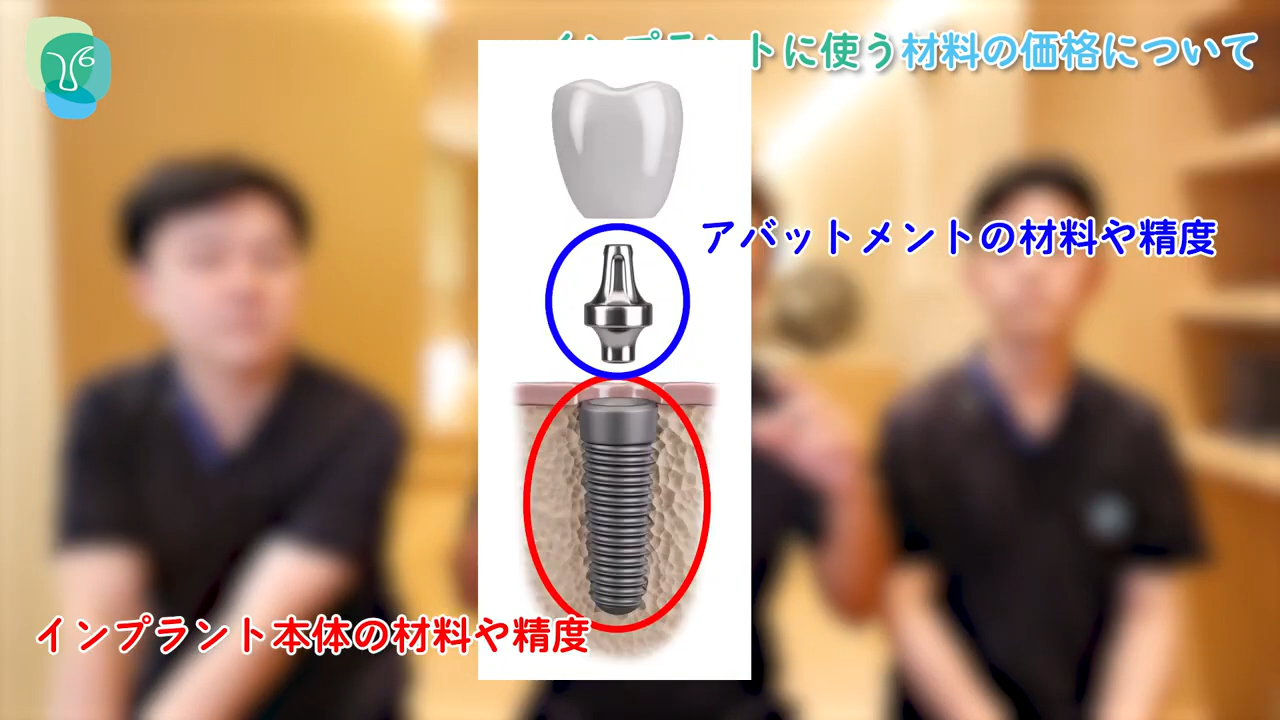 インプラントに使う材料の価格について
アバットメントの材料や精度
インプラント本体の材料や精度